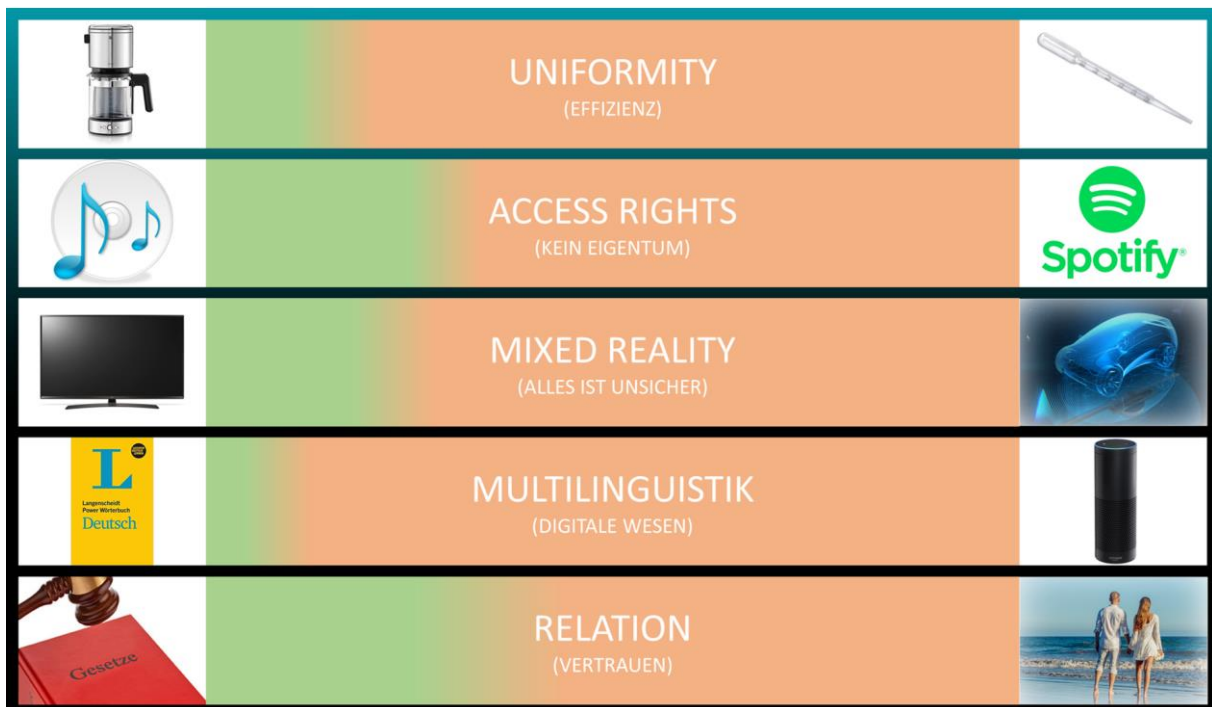 UNIFORMITY
(EFFIZIENZ)
ACCESS RIGHTS
(KEIN EIGENTUM)
Spotify®
MIXED REALITY
(ALLES IST UNSICHER)
L
Langenscheidt
Power Wörterbuch
Deutsch
MULTILINGUISTIK
(DIGITALE WESEN)
Gesetze
RELATION
(VERTRAUEN)